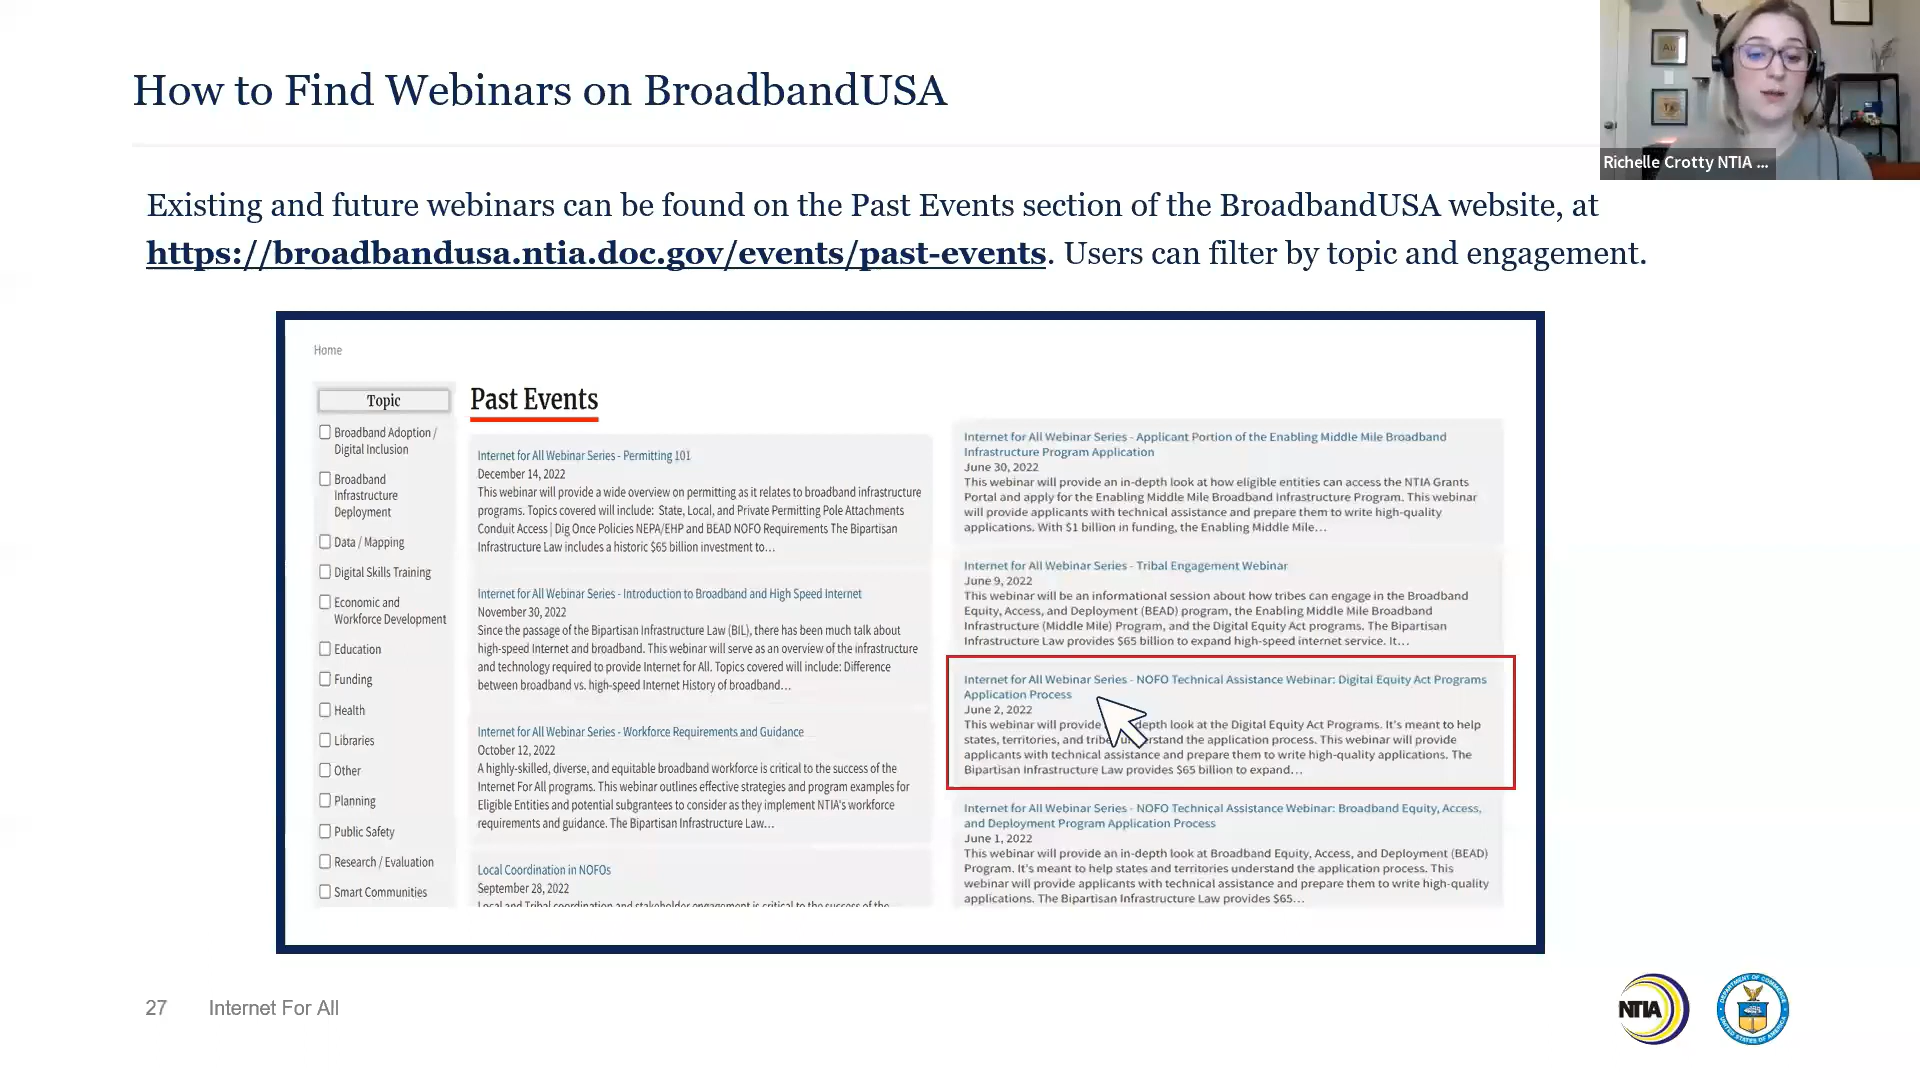 How to Find Webinars on BroadbandUSA
Richelle Crotty NTIA ...
Existing and future webinars can be found on the Past Events section of the BroadbandUSA website, at
https://broadbandusa.ntia.doc.gov/events/past-events. Users can filter by topic and engagement.
Home
Topic
Broadband Adoption /
Digital Inclusion
Broadband
Infrastructure
Deployment
Data / Mapping
Digital Skills Training
Economic and
Workforce Development
Education
Funding
Health
Libraries
Other
Planning
Public Safety
Research / Evaluation
Smart Communities
Past Events
Internet for All Webinar Series - Permitting 101
December 14, 2022
This webinar will provide a wide overview on permitting as it relates to broadband infrastructure
programs. Topics covered will include: State, Local, and Private Permitting Pole Attachments
Conduit Access | Dig Once Policies NEPA/EHP and BEAD NOFO Requirements The Bipartisan
Infrastructure Law includes a historic $65 billion investment to...
Internet for All Webinar Series - Introduction to Broadband and High Speed Internet
November 30, 2022
Since the passage of the Bipartisan Infrastructure Law (BIL), there has been much talk about
high-speed Internet and broadband. This webinar will serve as an overview of the infrastructure
and technology required to provide Internet for All. Topics covered will include: Difference
between broadband vs. high-speed Internet History of broadband...
Internet for All Webinar Series - Workforce Requirements and Guidance
October 12, 2022
A highly-skilled, diverse, and equitable broadband workforce is critical to the success of the
Internet For All programs. This webinar outlines effective strategies and program examples for
Eligible Entities and potential subgrantees to consider as they implement NTIA's workforce
requirements and guidance. The Bipartisan Infrastructure Law...
Local Coordination in NOFOs
September 28, 2022
Local and Tribal coordination and stakeholder engagement is critical to the success of the
Internet for All Webinar Series - Applicant Portion of the Enabling Middle Mile Broadband
Infrastructure Program Application
June 30, 2022
This webinar will provide an in-depth look at how eligible entities can access the NTIA Grants
Portal and apply for the Enabling Middle Mile Broadband Infrastructure Program. This webinar
will provide applicants with technical assistance and prepare them to write high-quality
applications. With $1 billion in funding, the Enabling Middle Mile...
Internet for All Webinar Series - Tribal Engagement Webinar
June 9, 2022
This webinar will be an informational session about how tribes can engage in the Broadband
Equity, Access, and Deployment (BEAD) program, the Enabling Middle Mile Broadband
Infrastructure (Middle Mile) Program, and the Digital Equity Act programs. The Bipartisan
Infrastructure Law provides $65 billion to expand high-speed internet service. It...
Internet for All Webinar Series - NOFO Technical Assistance Webinar: Digital Equity Act Programs
Application Process
June 2, 2022
This webinar will provide depth look at the Digital Equity Act Programs. It's meant to help
states, territories, and tribe understand the application process. This webinar will provide
applicants with technical assistance and prepare them to write high-quality applications. The
Bipartisan Infrastructure Law provides $65 billion to expand...
Internet for All Webinar Series - NOFO Technical Assistance Webinar: Broadband Equity, Access,
and Deployment Program Application Process
June 1, 2022
This webinar will provide an in-depth look at Broadband Equity, Access, and Deployment (BEAD)
Program. It's meant to help states and territories understand the application process. This
webinar will provide applicants with technical assistance and prepare them to write high-quality
applications. The Bipartisan Infrastructure Law provides $65...
27 Internet For All
NTIA
DEPARTMENT OF COMMERCE
UNITED STATES OF AMERICA